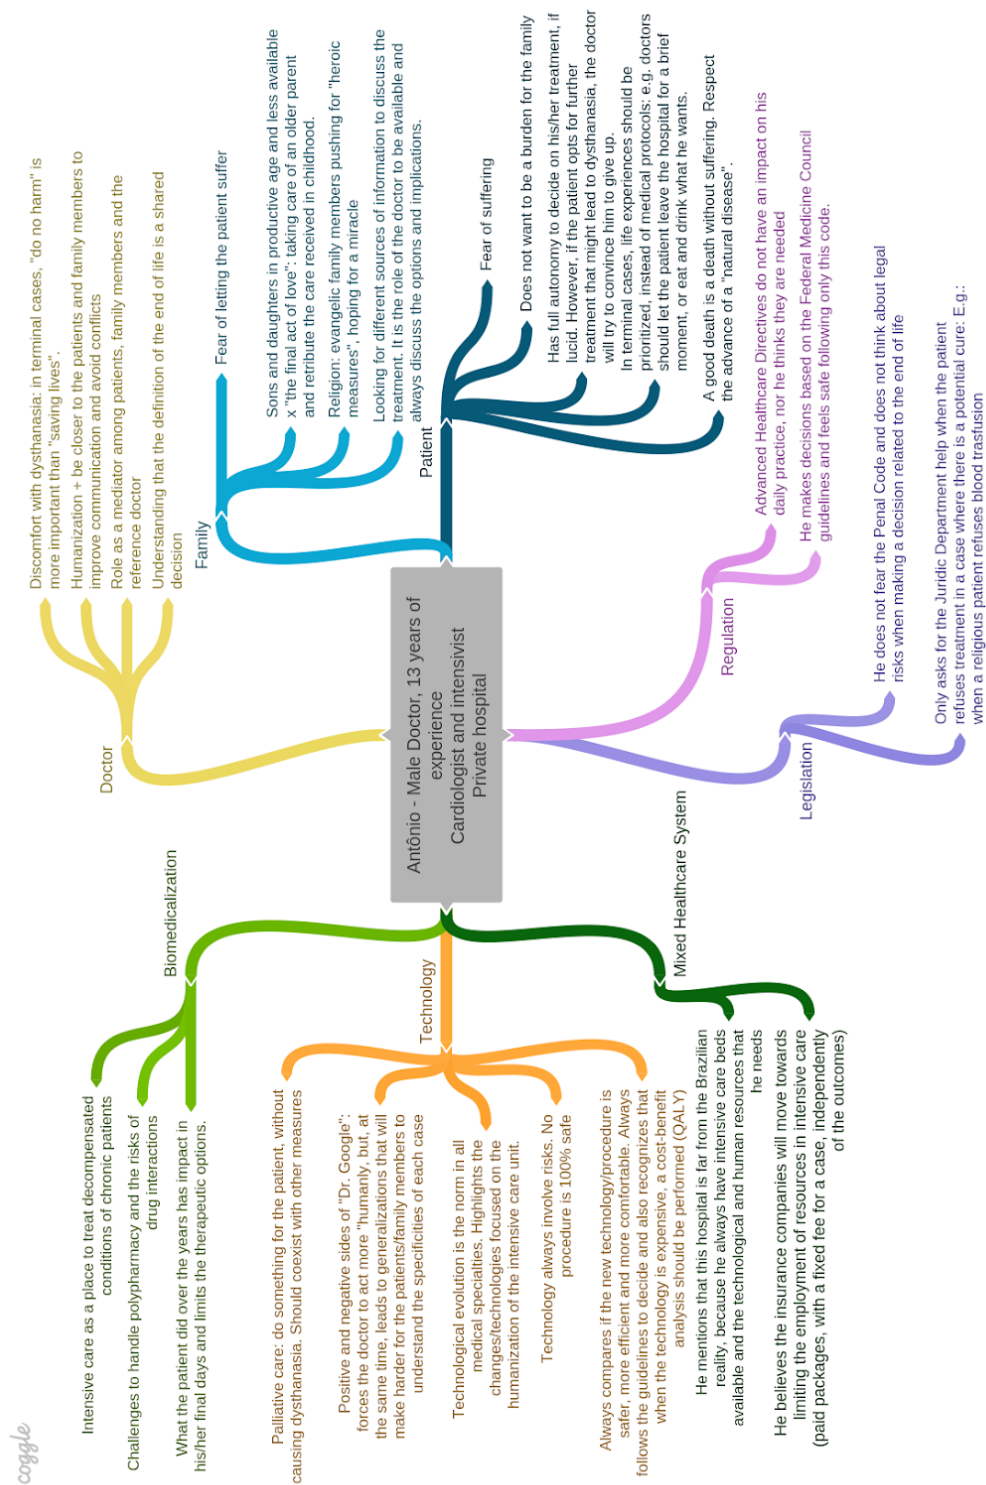 coggle
Antônio - Male Doctor, 13 years of
experience
Cardiologist and intensivist
Private hospital
Biomedicalization
Intensive care as a place to treat decompensated
conditions of chronic patients
Challenges to handle polypharmacy and the risks of
drug interactions
What the patient did over the years has impact in
his/her final days and limits the therapeutic options.
Technology
Palliative care: do something for the patient, without
causing dysthanasia. Should coexist with other measures
Positive and negative sides of "Dr. Google":
forces the doctor to act more "humanly, but, at
the same time, leads to generalizations that will
make harder for the patients/family members to
understand the specificities of each case
Technological evolution is the norm in all
medical specialties. Highlights the
changes/technologies focused on the
humanization of the intensive care unit.
Technology always involve risks. No
procedure is 100% safe
Always compares if the new technology/procedure is
safer, more efficient and more comfortable. Always
follows the guidelines to decide and also recognizes that
when the technology is expensive, a cost-benefit
analysis should be performed (QALY)
Mixed Healthcare System
He mentions that this hospital is far from the Brazilian
reality, because he always have intensive care beds
available and the technological and human resources that
he needs
He believes the insurance companies will move towards
limiting the employment of resources in intensive care
(paid packages, with a fixed fee for a case, independently
of the outcomes)
Doctor
Discomfort with dysthanasia: in terminal cases, "do no harm" is
more important than "saving lives".
Humanization + be closer to the patients and family members to
improve communication and avoid conflicts
Role as a mediator among patients, family members and the
reference doctor
Understanding that the definition of the end of life is a shared
decision
Family
Fear of letting the patient suffer
Sons and daughters in productive age and less available
x "the final act of love": taking care of an older parent
and retribute the care received in childhood.
Religion: evangelic family members pushing for "heroic
measures", hoping for a miracle
Looking for different sources of information to discuss the
treatment. It is the role of the doctor to be available and
always discuss the options and implications.
Patient
Fear of suffering
Does not want to be a burden for the family
Has full autonomy to decide on his/her treatment, if
lucid. However, if the patient opts for further
treatment that might lead to dysthanasia, the doctor
will try to convince him to give up.
In terminal cases, life experiences should be
prioritized, instead of medical protocols: e.g. doctors
should let the patient leave the hospital for a brief
moment, or eat and drink what he wants.
A good death is a death without suffering. Respect
the advance of a "natural disease".
Regulation
Advanced Healthcare Directives do not have an impact on his
daily practice, nor he thinks they are needed
He makes decisions based on the Federal Medicine Council
guidelines and feels safe following only this code.
Legislation
He does not fear the Penal Code and does not think about legal
risks when making a decision related to the end of life
Only asks for the Juridic Department help when the patient
refuses treatment in a case where there is a potential cure: E.g.:
when a religious patient refuses blood trasfusion